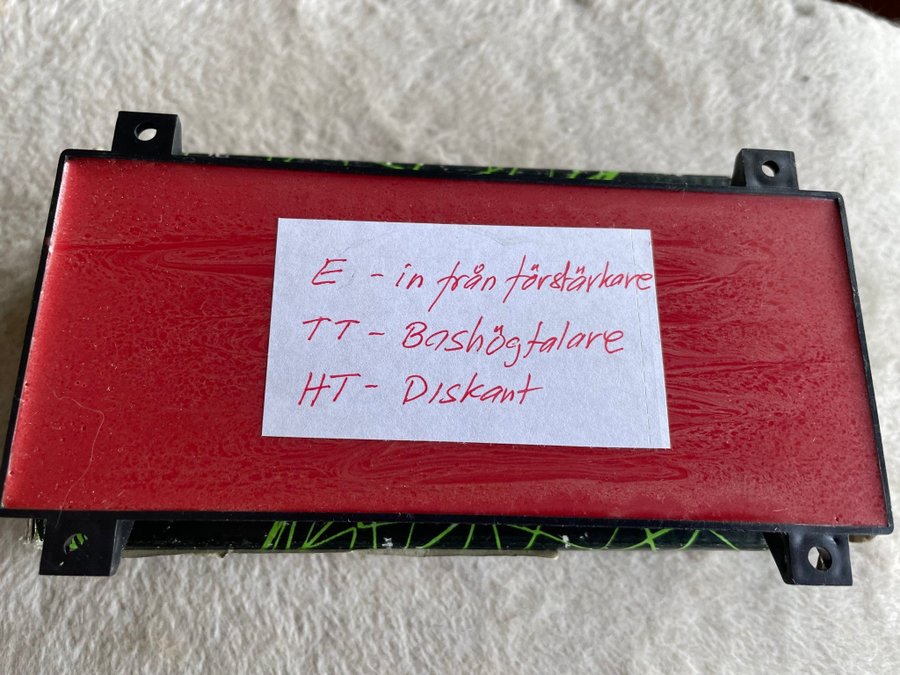 E - in från förstärkare
TT - Bashögtalare
HT - Diskant